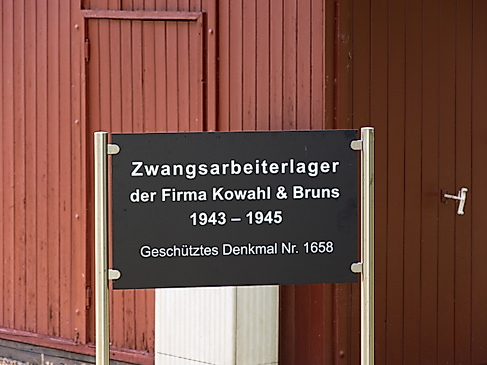 Zwangsarbeiterlager
der Firma Kowahl & Bruns
1943 – 1945
Geschütztes Denkmal Nr. 1658